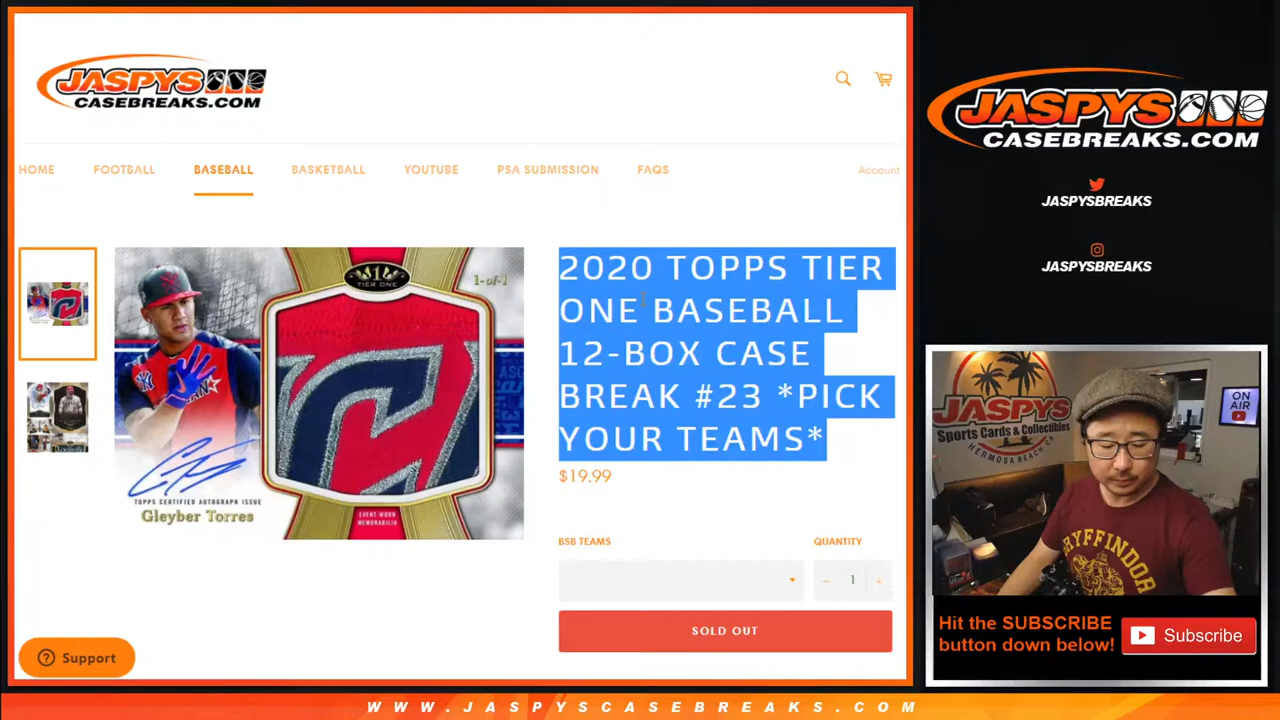 JASPYS
CASEBREAKS.COM
HOME FOOTBALL BASEBALL BASKETBALL YOUTUBE PSA SUBMISSION FAQS Account
TIER ONE
1-of-1
TOPPS CERTIFIED AUTOGRAPH ISSUE
Gleyber Torres
EVENT WORN
MEMORABILIA
2020 TOPPS TIER
ONE BASEBALL
12-BOX CASE
BREAK #23 *PICK
YOUR TEAMS*
$19.99
BSB TEAMS QUANTITY
1
SOLD OUT
Support
JASPYS
CASEBREAKS.COM
JASPYSBREAKS
JASPYSBREAKS
JASPYS
Sports Cards & Collectibles
HERMOSA BEACH, CA
ON
AIR
GRYFFINDOR
Hit the SUBSCRIBE
button down below!
Subscribe
WWW.JASPYSCASEBREAKS.COM